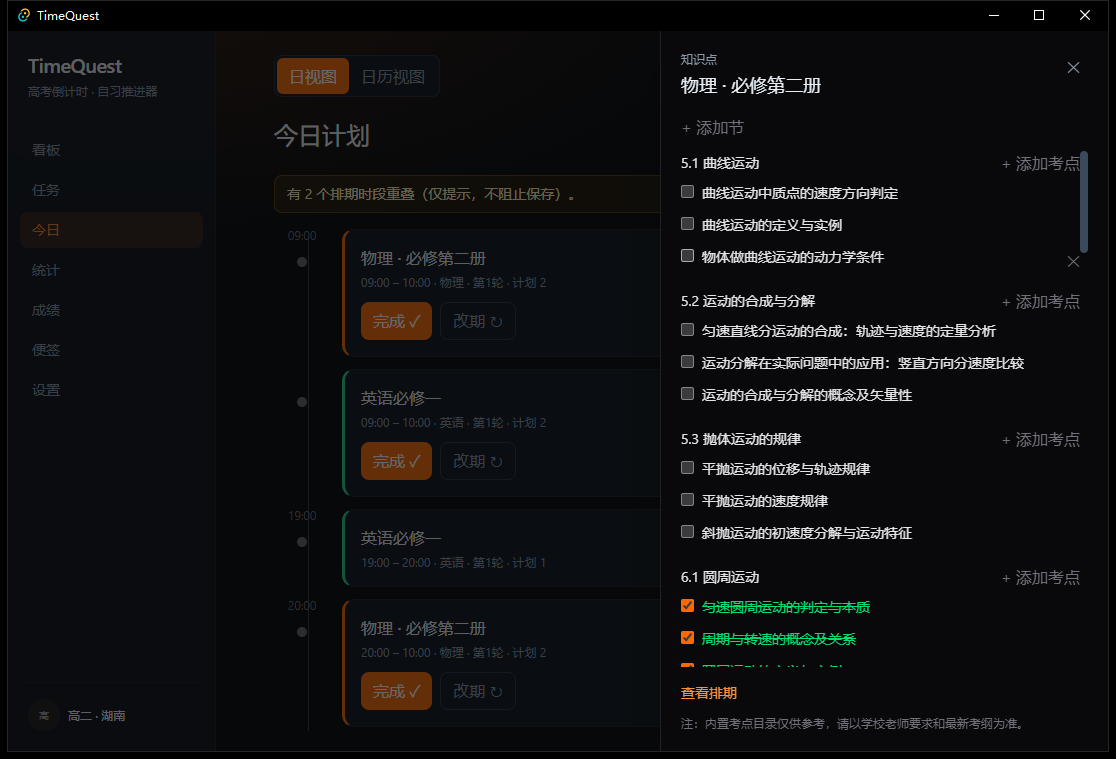 TimeQuest
TimeQuest
高考倒计时 · 自习推进器
看板
任务
今日
统计
成绩
便签
设置
高
高二 · 湖南
日视图
日历视图
今日计划
有 2 个排期时段重叠（仅提示，不阻止保存）。
09:00
物理 · 必修第二册
09:00 – 10:00 · 物理 · 第1轮 · 计划 2
完成 ✓
改期 ↻
英语必修一
09:00 – 10:00 · 英语 · 第1轮 · 计划 2
完成 ✓
改期 ↻
19:00
英语必修一
19:00 – 20:00 · 英语 · 第1轮 · 计划 1
20:00
物理 · 必修第二册
20:00 – 10:00 · 物理 · 第1轮 · 计划 2
完成 ✓
改期 ↻
知识点
物理 · 必修第二册
+ 添加节
5.1 曲线运动
+ 添加考点
曲线运动中质点的速度方向判定
曲线运动的定义与实例
物体做曲线运动的动力学条件
5.2 运动的合成与分解
+ 添加考点
匀速直线分运动的合成：轨迹与速度的定量分析
运动分解在实际问题中的应用：竖直方向分速度比较
运动的合成与分解的概念及矢量性
5.3 抛体运动的规律
+ 添加考点
平抛运动的位移与轨迹规律
平抛运动的速度规律
斜抛运动的初速度分解与运动特征
6.1 圆周运动
+ 添加考点
匀速圆周运动的判定与本质
周期与转速的概念及关系
查看排期
注：内置考点目录仅供参考，请以学校老师要求和最新考纲为准。